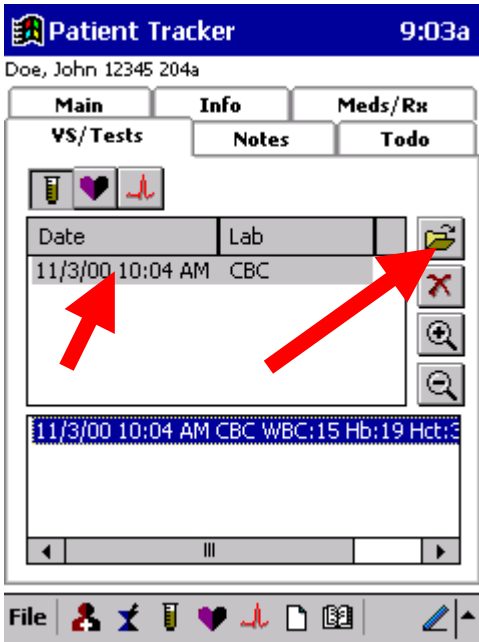 Patient Tracker 9:03a
Doe, John 12345 204a
Main Info Meds/Rx
VS/Tests Notes Todo
Date Lab
11/3/00 10:04 AM CBC
11/3/00 10:04 AM CBC WBC:15 Hb:19 Hct:3
File